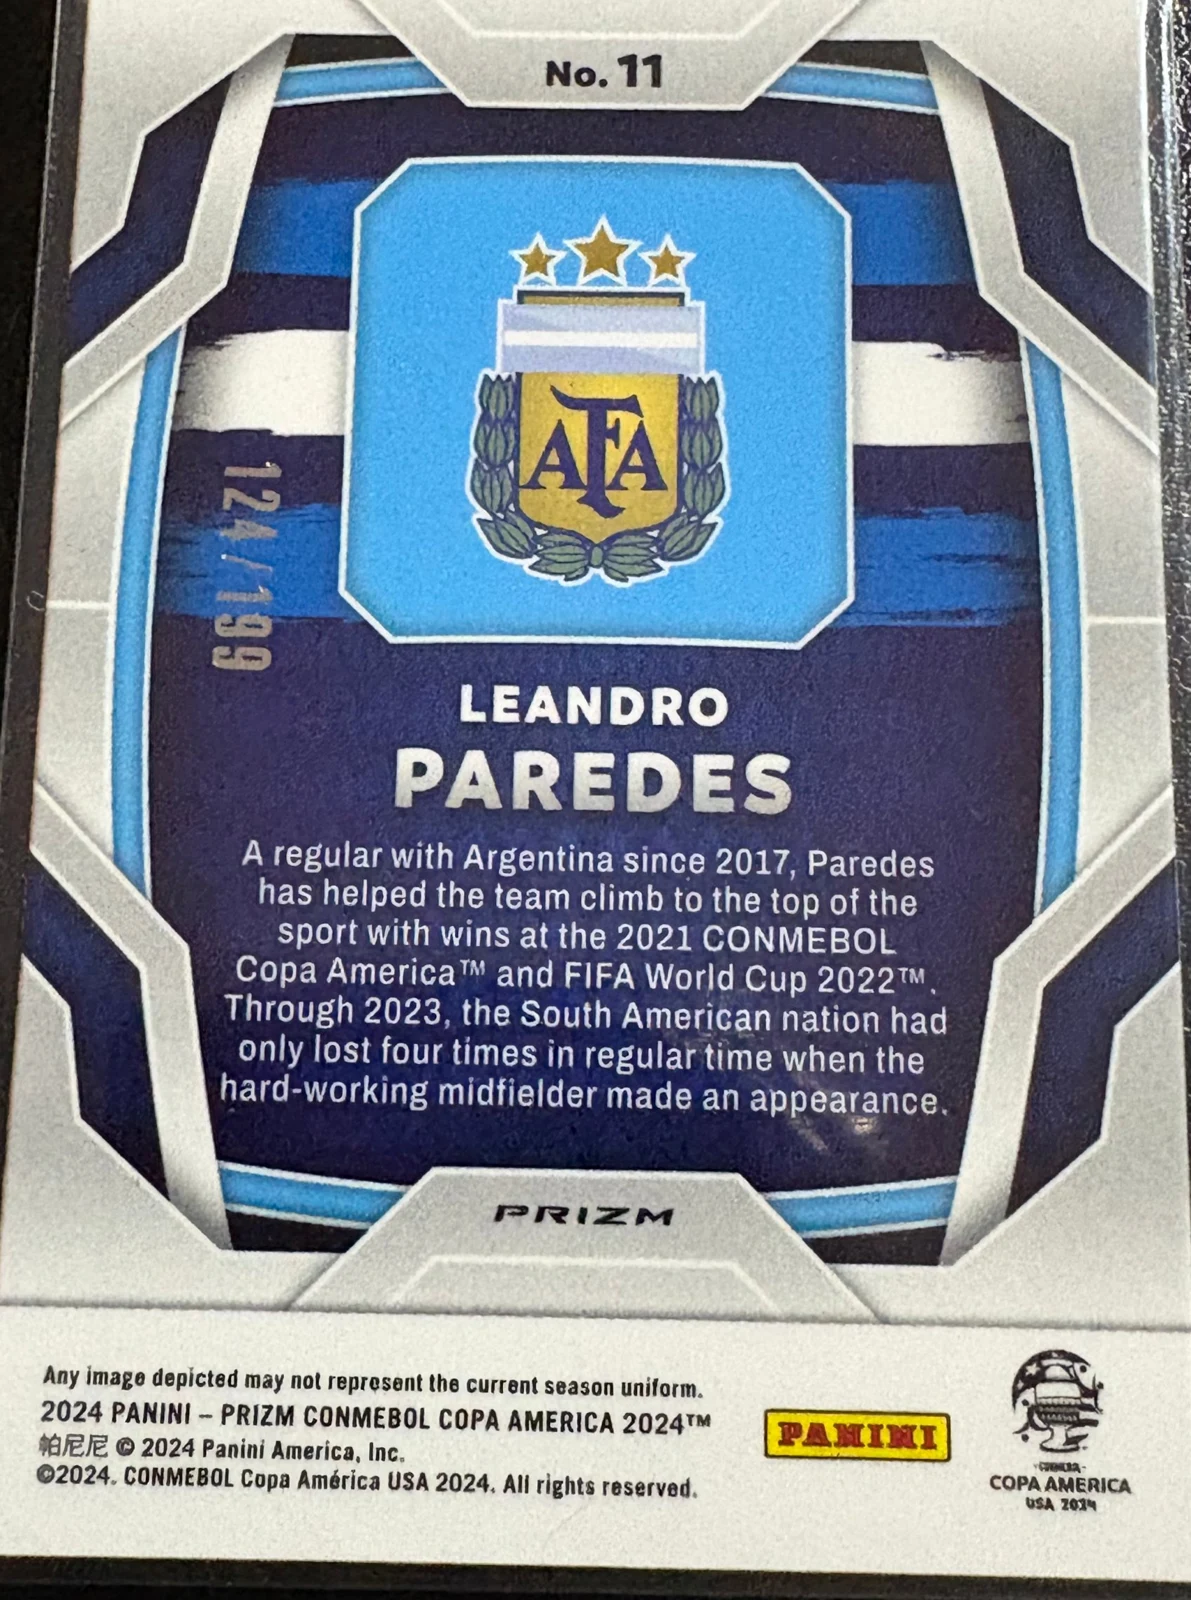 No. 11
AFA
124/199
LEANDRO
PAREDES
A regular with Argentina since 2017, Paredes
has helped the team climb to the top of the
sport with wins at the 2021 CONMEBOL
Copa America™ and FIFA World Cup 2022™.
Through 2023, the South American nation had
only lost four times in regular time when the
hard-working midfielder made an appearance.
PRIZM
Any image depicted may not represent the current season uniform.
2024 PANINI – PRIZM CONMEBOL COPA AMERICA 2024™
帕尼尼 © 2024 Panini America, Inc.
©2024. CONMEBOL Copa América USA 2024. All rights reserved.
PANINI
COPA AMERICA
USA 2024